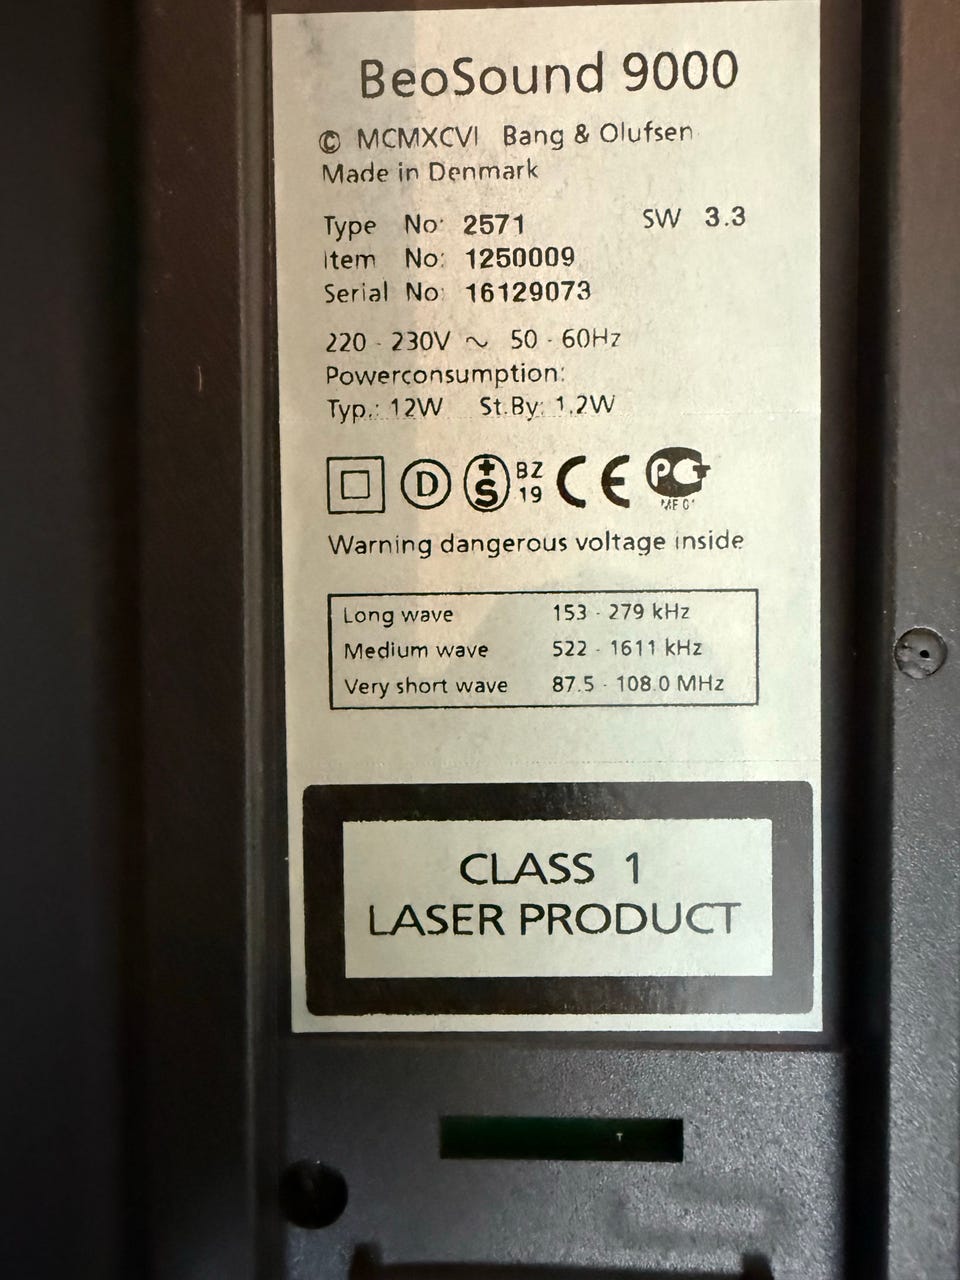 BeoSound 9000
© MCMXCVI Bang & Olufsen
Made in Denmark
Type No: 2571 SW 3.3
Item No: 1250009
Serial No: 16129073
220 - 230V ~ 50 - 60Hz
Powerconsumption:
Typ.: 12W St.By: 1.2W
D +S BZ 19 CE PCT
Warning dangerous voltage inside
Long wave 153 - 279 kHz
Medium wave 522 - 1611 kHz
Very short wave 87.5 - 108.0 MHz
CLASS 1
LASER PRODUCT